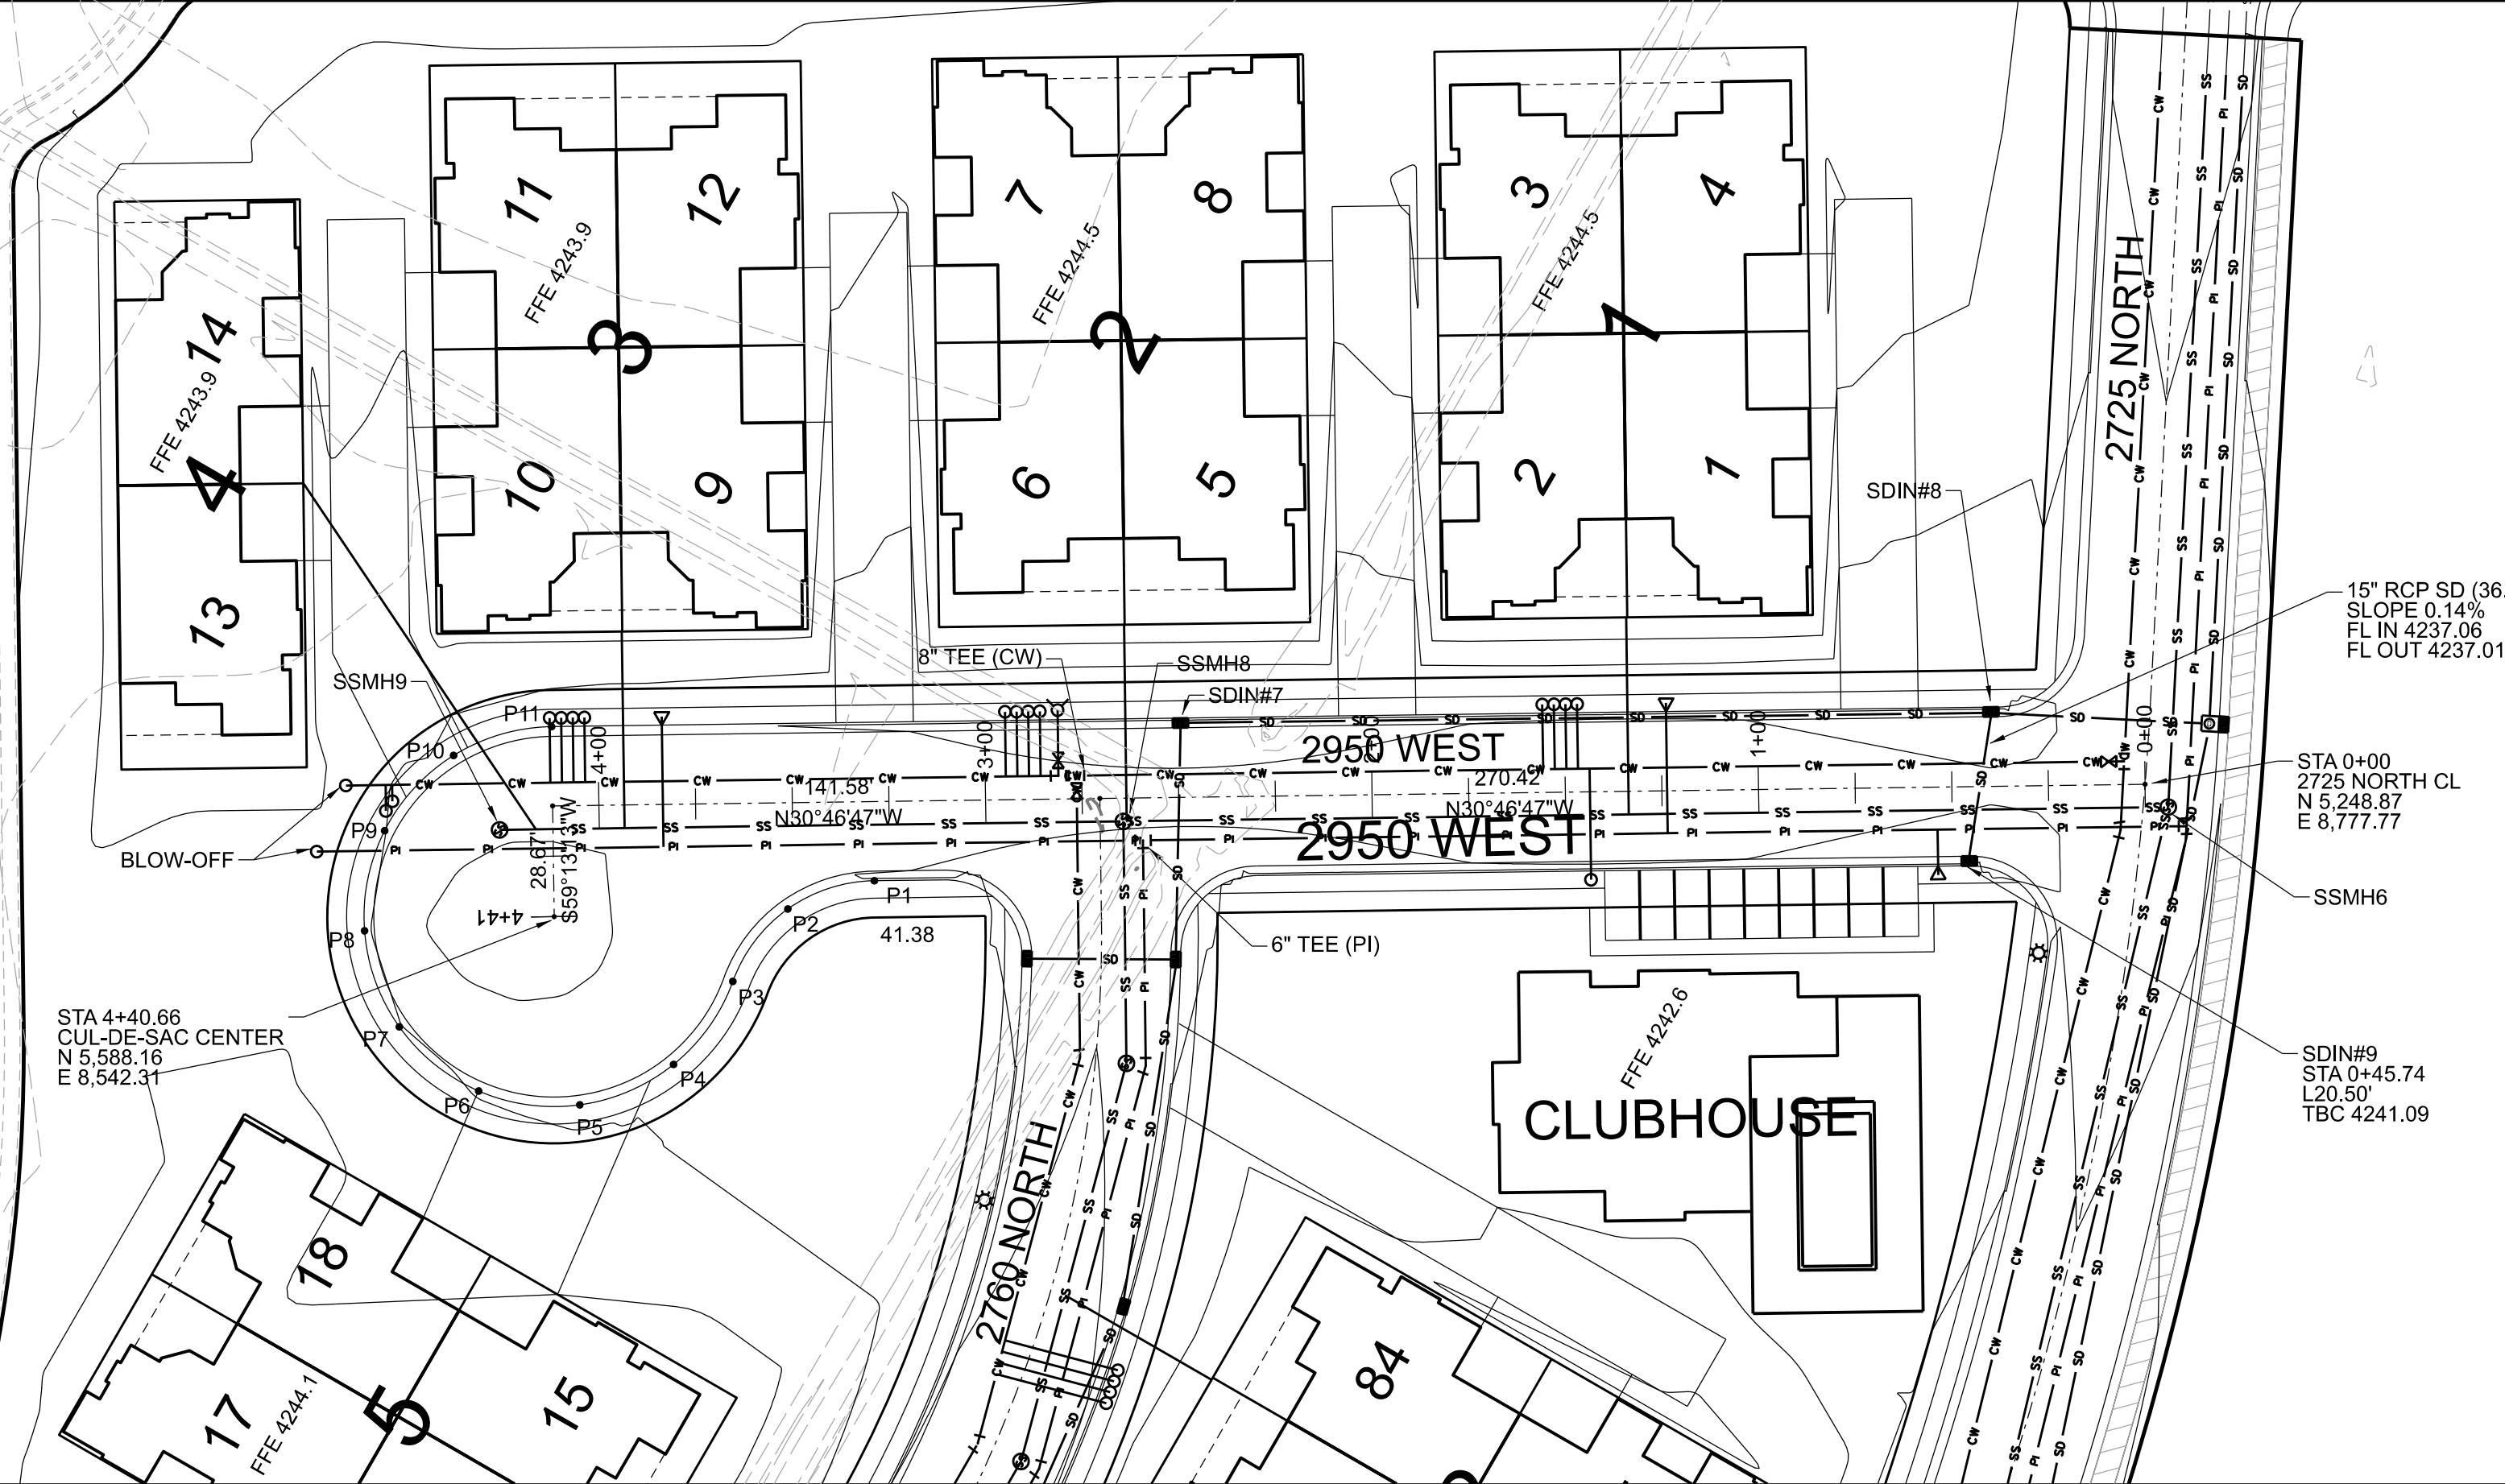 11
12
FFE 4243.9
3
10
9
7
8
FFE 4244.5
2
6
5
3
4
FFE 4244.5
1
2
1
14
FFE 4243.9
4
13
2725 NORTH
SDIN#8
15" RCP SD (36.
SLOPE 0.14%
FL IN 4237.06
FL OUT 4237.01
8" TEE (CW)
SSMH8
SDIN#7
SSMH9
P11
P10
4+00
3+00
2+00
1+00
0+00
2950 WEST
141.58
N30°46'47"W
270.42
N30°46'47"W
2950 WEST
STA 0+00
2725 NORTH CL
N 5,248.87
E 8,777.77
P9
BLOW-OFF
28.67
S59°13'13"W
4+41
P1
P2
41.38
P8
P3
6" TEE (PI)
SSMH6
STA 4+40.66
CUL-DE-SAC CENTER
N 5,588.16
E 8,542.31
P7
P4
P6
P5
FFE 4242.6
CLUBHOUSE
SDIN#9
STA 0+45.74
L20.50'
TBC 4241.09
2760 NORTH
18
17
FFE 4244.1
5
15
84
CW
SS
PI
SD